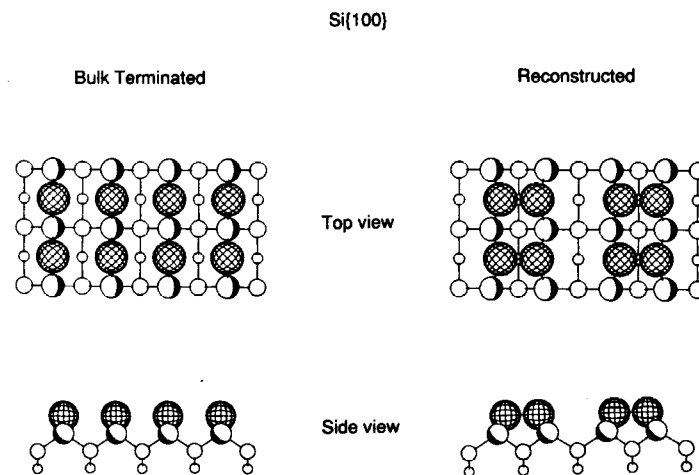 Si{100}
Bulk Terminated
Reconstructed
Top view
Side view